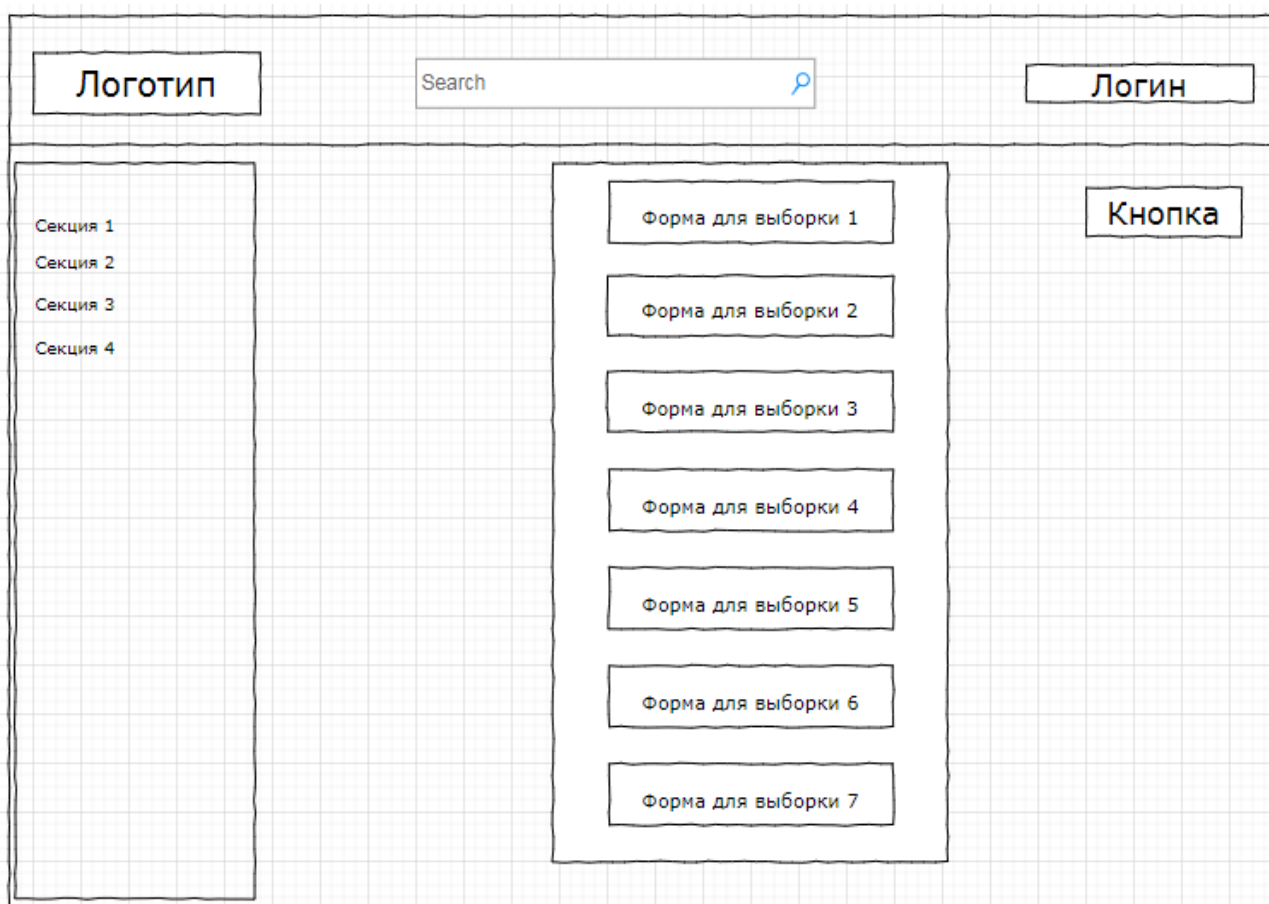 Логотип
Search
Логин
Секция 1
Секция 2
Секция 3
Секция 4
Форма для выборки 1
Форма для выборки 2
Форма для выборки 3
Форма для выборки 4
Форма для выборки 5
Форма для выборки 6
Форма для выборки 7
Кнопка